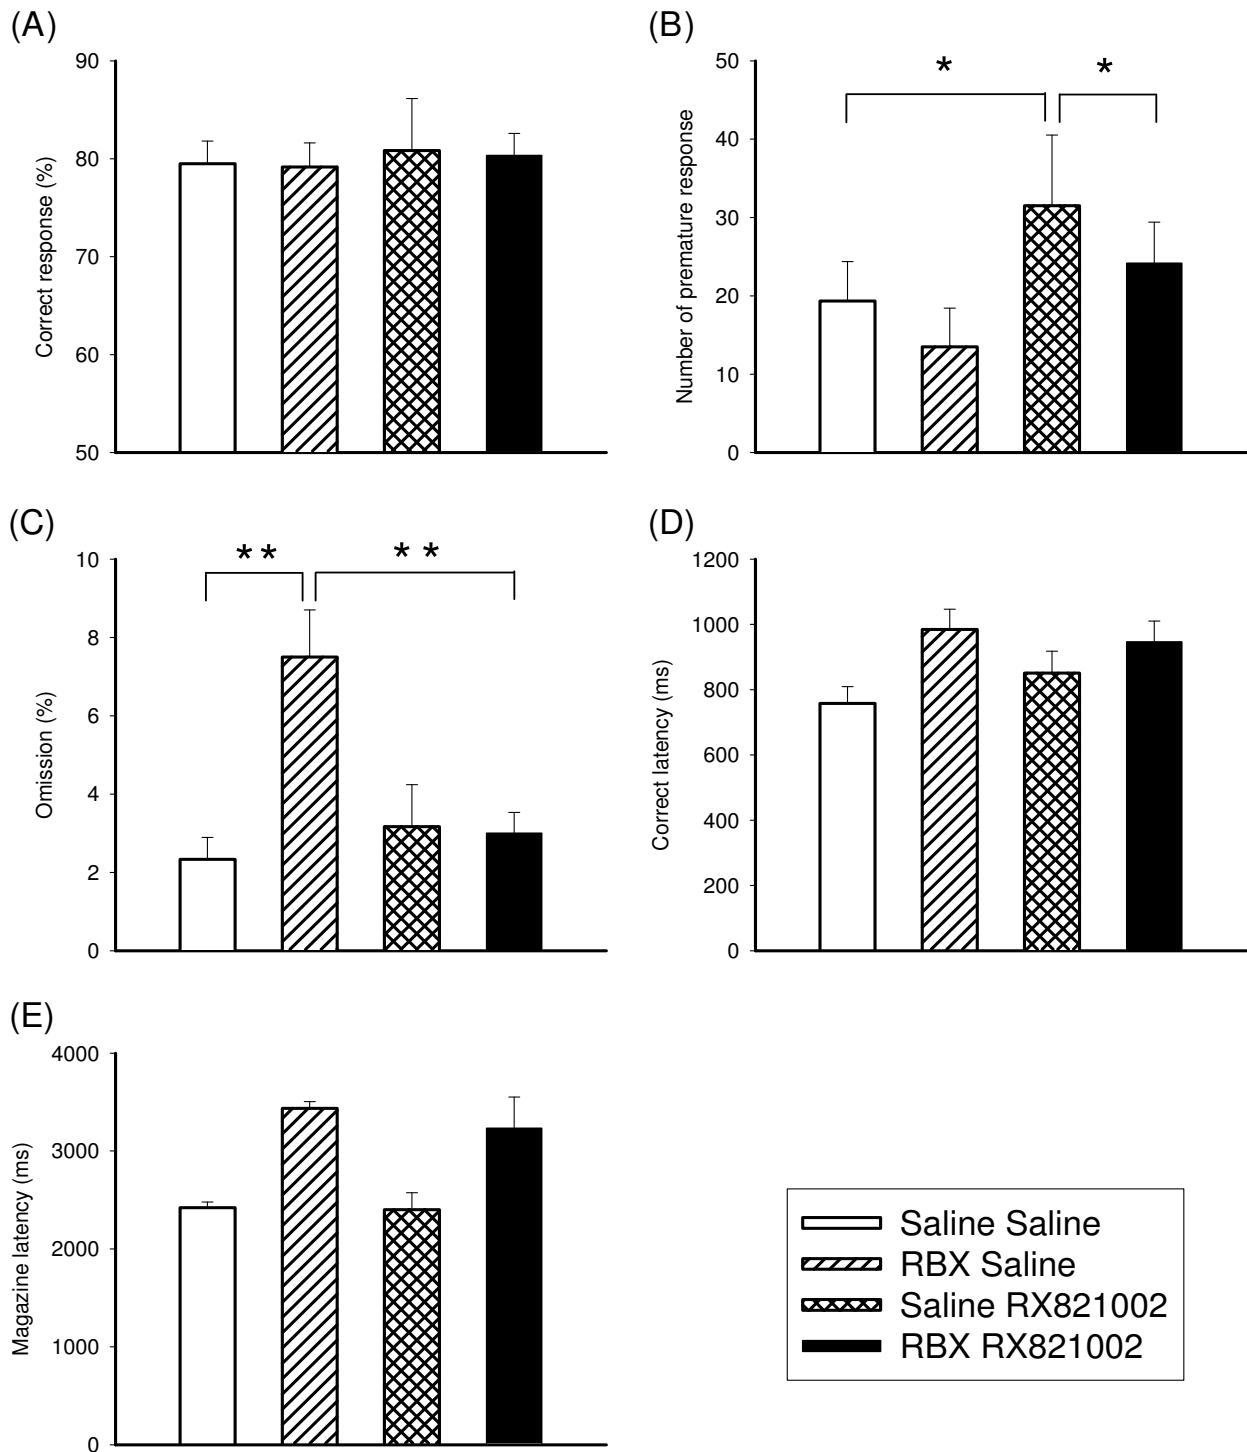 (A)
90
80
70
60
50
Correct response (%)
(B)
50
40
30
20
10
0
Number of premature response
*
*
(C)
10
8
6
4
2
0
Omission (%)
* *
* *
(D)
1200
1000
800
600
400
200
0
Correct latency (ms)
(E)
4000
3000
2000
1000
0
Magazine latency (ms)
Saline Saline
RBX Saline
Saline RX821002
RBX RX821002